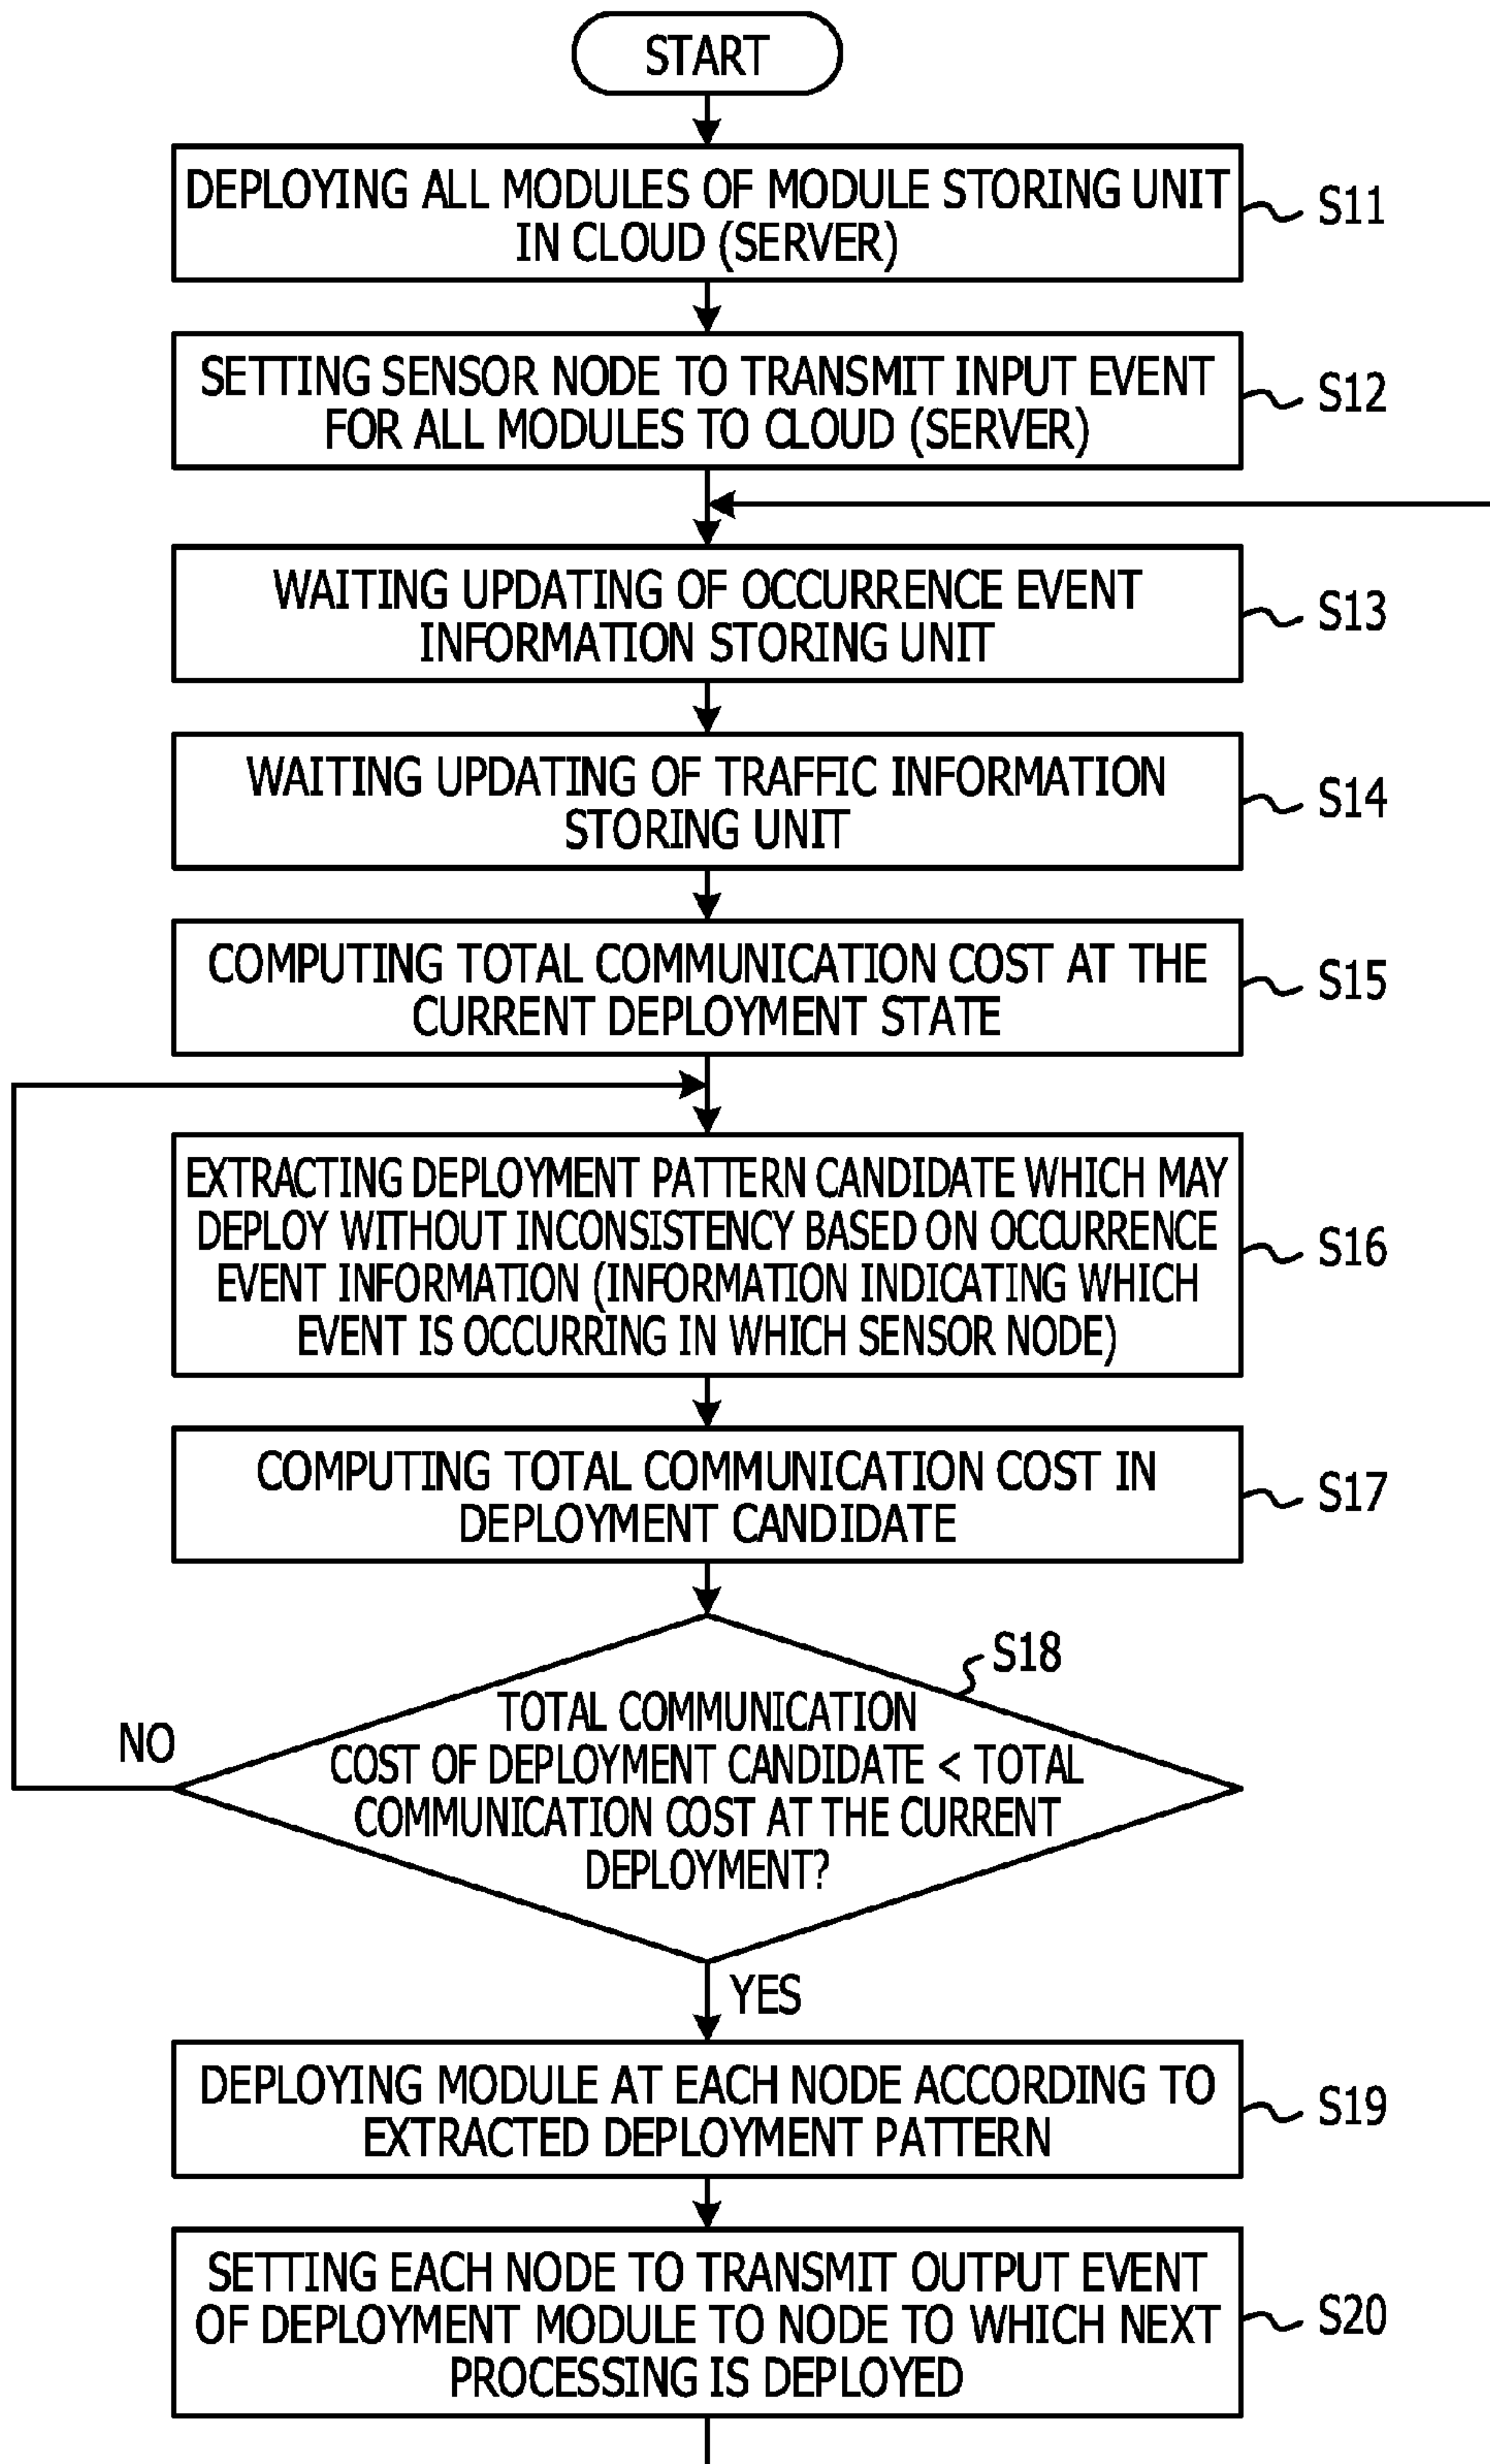 START
DEPLOYING ALL MODULES OF MODULE STORING UNIT
IN CLOUD (SERVER)
S11
SETTING SENSOR NODE TO TRANSMIT INPUT EVENT
FOR ALL MODULES TO CLOUD (SERVER)
S12
WAITING UPDATING OF OCCURRENCE EVENT
INFORMATION STORING UNIT
S13
WAITING UPDATING OF TRAFFIC INFORMATION
STORING UNIT
S14
COMPUTING TOTAL COMMUNICATION COST AT THE
CURRENT DEPLOYMENT STATE
S15
EXTRACTING DEPLOYMENT PATTERN CANDIDATE WHICH MAY
DEPLOY WITHOUT INCONSISTENCY BASED ON OCCURRENCE
EVENT INFORMATION (INFORMATION INDICATING WHICH
EVENT IS OCCURRING IN WHICH SENSOR NODE)
S16
COMPUTING TOTAL COMMUNICATION COST IN
DEPLOYMENT CANDIDATE
S17
S18
TOTAL COMMUNICATION
COST OF DEPLOYMENT CANDIDATE < TOTAL
COMMUNICATION COST AT THE CURRENT
DEPLOYMENT?
NO
YES
DEPLOYING MODULE AT EACH NODE ACCORDING TO
EXTRACTED DEPLOYMENT PATTERN
S19
SETTING EACH NODE TO TRANSMIT OUTPUT EVENT
OF DEPLOYMENT MODULE TO NODE TO WHICH NEXT
PROCESSING IS DEPLOYED
S20